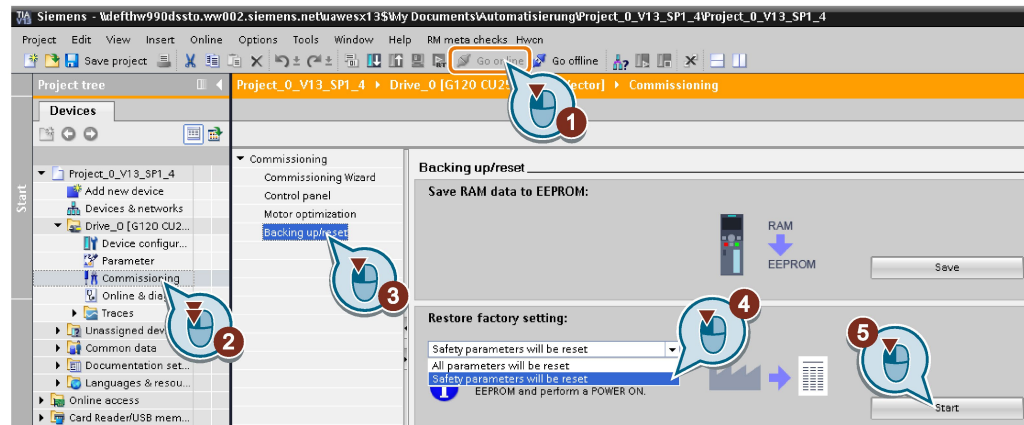 Siemens - \\defthw990dssto.ww002.siemens.net\uawesx13$\My Documents\Automatisierung\Project_0_V13_SP1_4\Project_0_V13_SP1_4
Project Edit View Insert Online Options Tools Window Help RM meta checks Hwcn
Save project Go online Go offline
Project tree
Project_0_V13_SP1_4 Drive_0 [G120 Commissioning
Devices
Start
Commissioning
Commissioning Wizard
Control panel
Motor optimization
Backing up/reset
Project_0_V13_SP1_4
Add new device
Devices & networks
Drive_0 [G120 CU2...
Device configur...
Parameter
Commissioning
Online &
Traces
Unassigned
Common data
Documentation set...
Languages & resou...
Online access
Card Reader/USB mem...
Backing up/reset
Save RAM data to EEPROM:
RAM
EEPROM
Save
Restore factory setting:
Safety parameters will be reset
All parameters will be reset
Safety parameters will be reset
EEPROM and perform a POWER ON.
Start
1
2
3
4
5